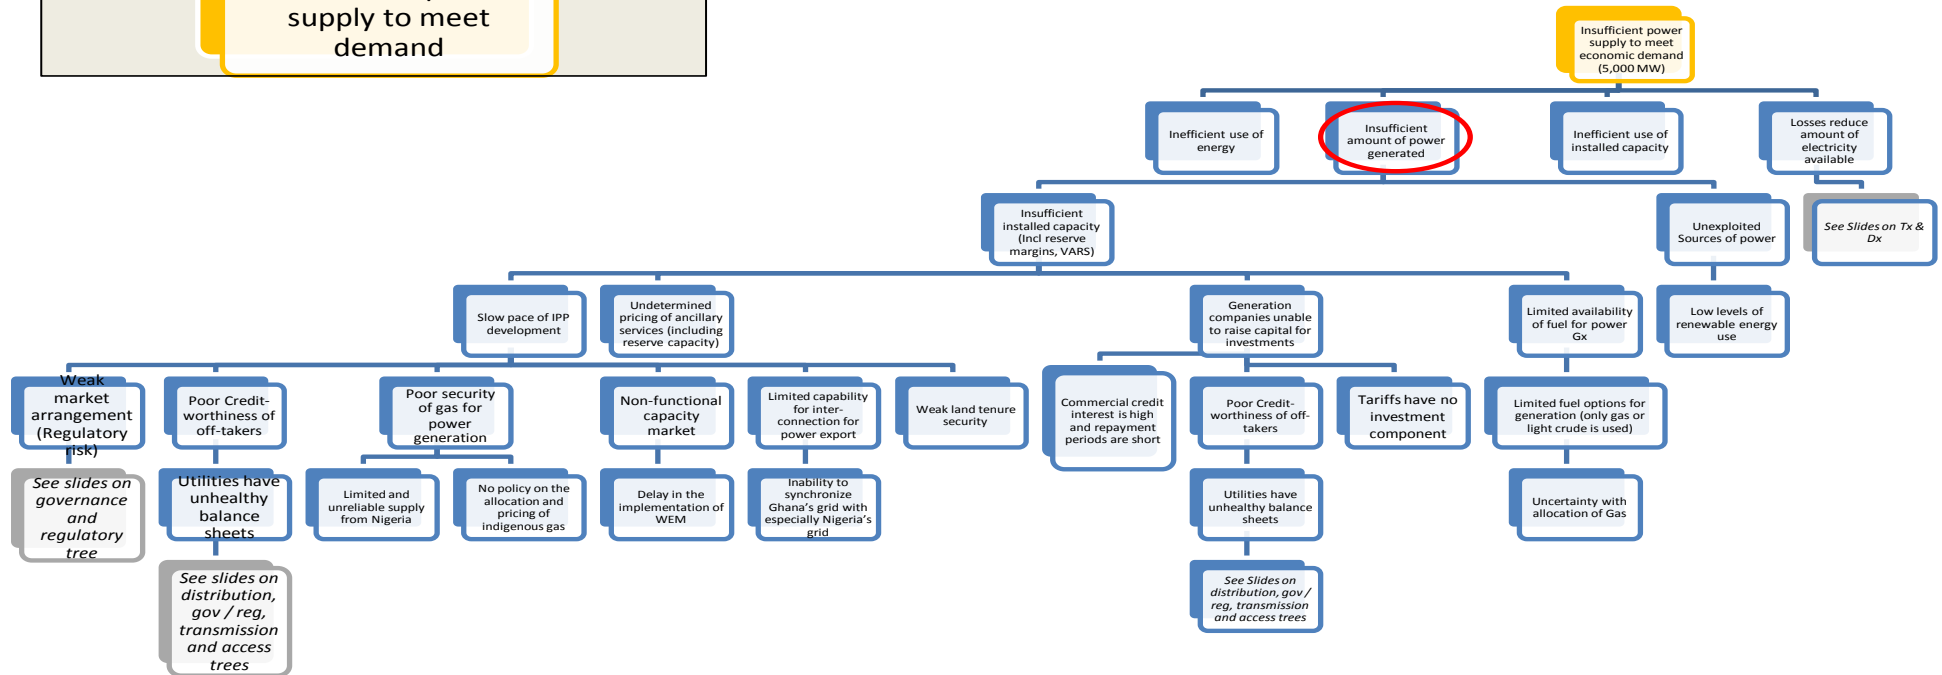 supply to meet
demand
Insufficient power
supply to meet
economic demand
(5,000 MW)
Inefficient use of
energy
Insufficient
amount of power
generated
Inefficient use of
installed capacity
Losses reduce
amount of
electricity
available
Insufficient
installed capacity
(Incl reserve
margins, VARS)
Unexploited
Sources of power
See Slides on Tx &
Dx
Slow pace of IPP
development
Undetermined
pricing of ancillary
services (including
reserve capacity)
Generation
companies unable
to raise capital for
investments
Limited availability
of fuel for power
Gx
Low levels of
renewable energy
use
Weak
market
arrangement
(Regulatory
risk)
Poor Credit-
worthiness of
off-takers
Poor security
of gas for
power
generation
Non-functional
capacity
market
Limited capability
for inter-
connection for
power export
Weak land tenure
security
Commercial credit
interest is high
and repayment
periods are short
Poor Credit-
worthiness of off-
takers
Tariffs have no
investment
component
Limited fuel options for
generation (only gas or
light crude is used)
See slides on
governance
and
regulatory
tree
Utilities have
unhealthy
balance
sheets
Limited and
unreliable supply
from Nigeria
No policy on the
allocation and
pricing of
indigenous gas
Delay in the
implementation of
WEM
Inability to
synchronize
Ghana's grid with
especially Nigeria's
grid
Utilities have
unhealthy balance
sheets
Uncertainty with
allocation of Gas
See slides on
distribution,
gov / reg,
transmission
and access
trees
See Slides on
distribution, gov /
reg, transmission
and access trees